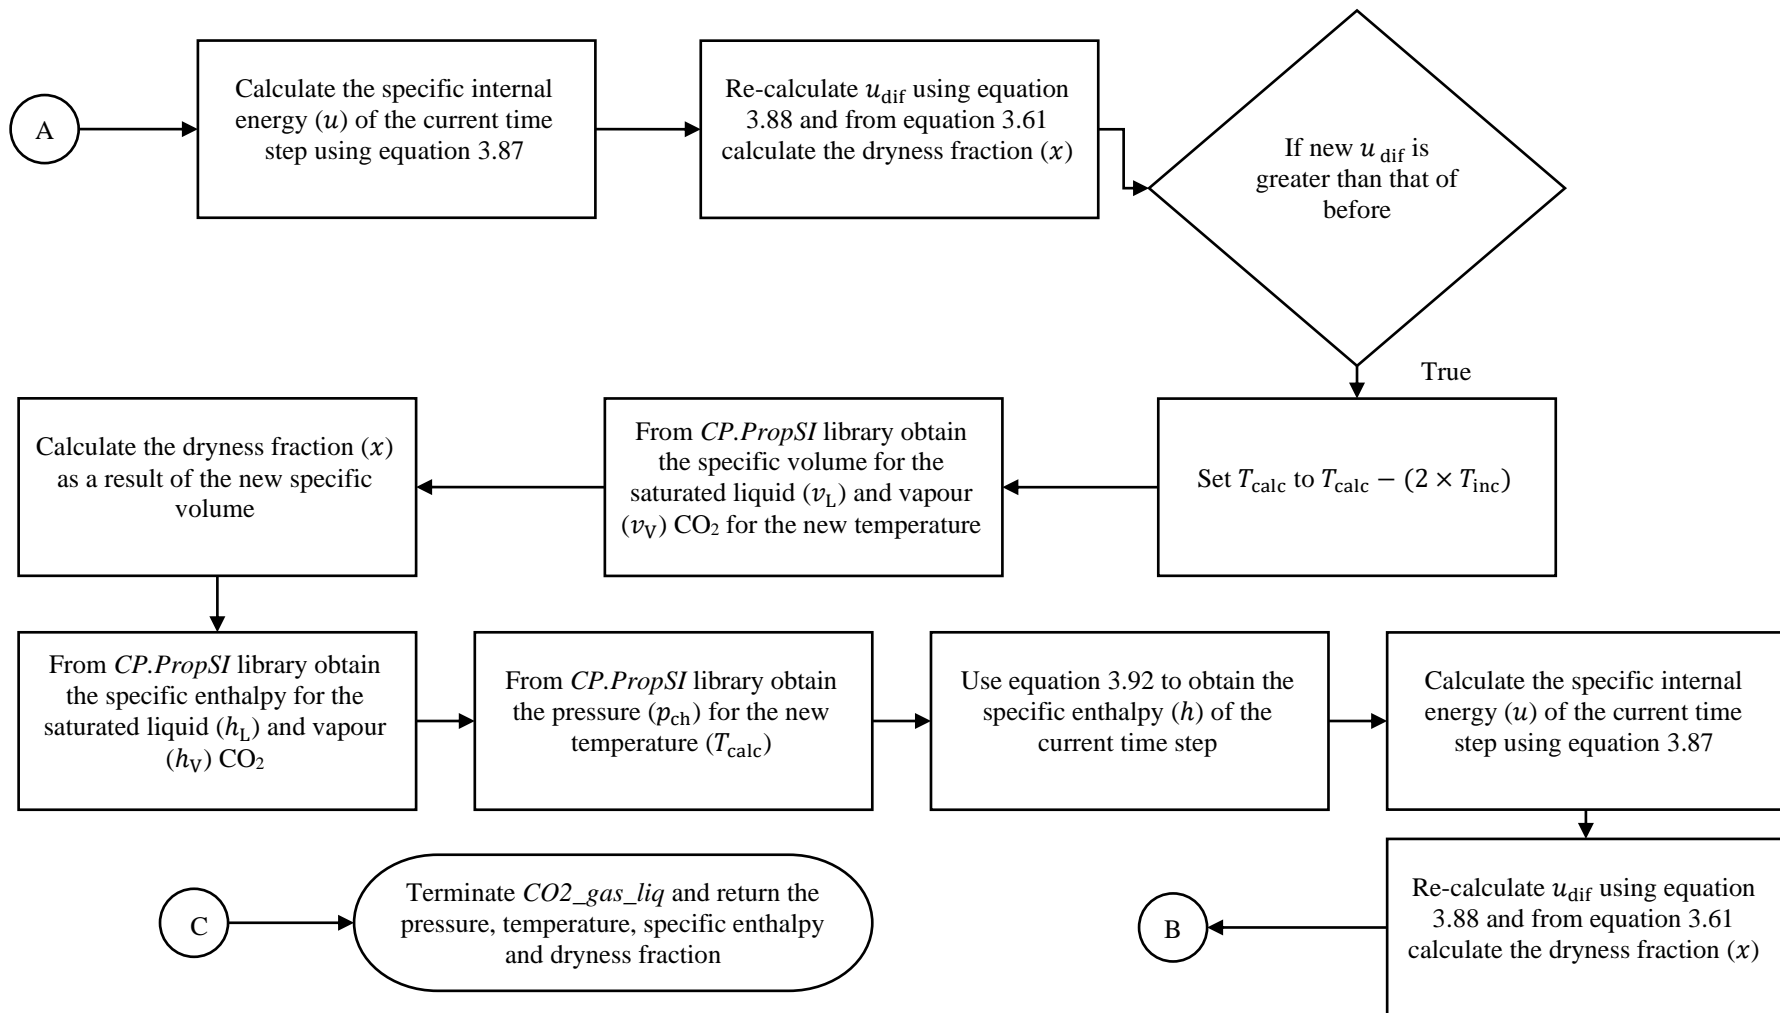 A
Calculate the specific internal
energy (u) of the current time
step using equation 3.87
Re-calculate u_dif using equation
3.88 and from equation 3.61
calculate the dryness fraction (x)
If new u_dif is
greater than that of
before
True
Set T_calc to T_calc − (2 × T_inc)
From CP.PropSI library obtain
the specific volume for the
saturated liquid (v_L) and vapour
(v_V) CO₂ for the new temperature
Calculate the dryness fraction (x)
as a result of the new specific
volume
From CP.PropSI library obtain
the specific enthalpy for the
saturated liquid (h_L) and vapour
(h_V) CO₂
From CP.PropSI library obtain
the pressure (p_ch) for the new
temperature (T_calc)
Use equation 3.92 to obtain the
specific enthalpy (h) of the
current time step
Calculate the specific internal
energy (u) of the current time
step using equation 3.87
Re-calculate u_dif using equation
3.88 and from equation 3.61
calculate the dryness fraction (x)
B
C
Terminate CO2_gas_liq and return the
pressure, temperature, specific enthalpy
and dryness fraction